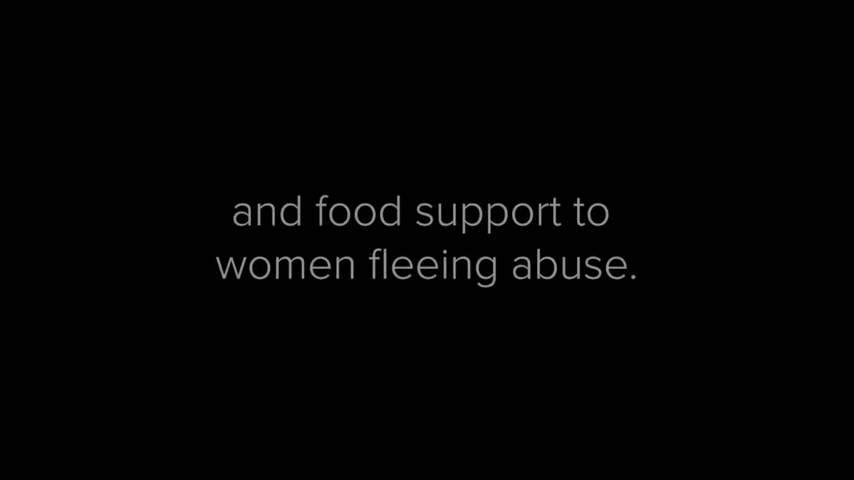 and food support to
women fleeing abuse.